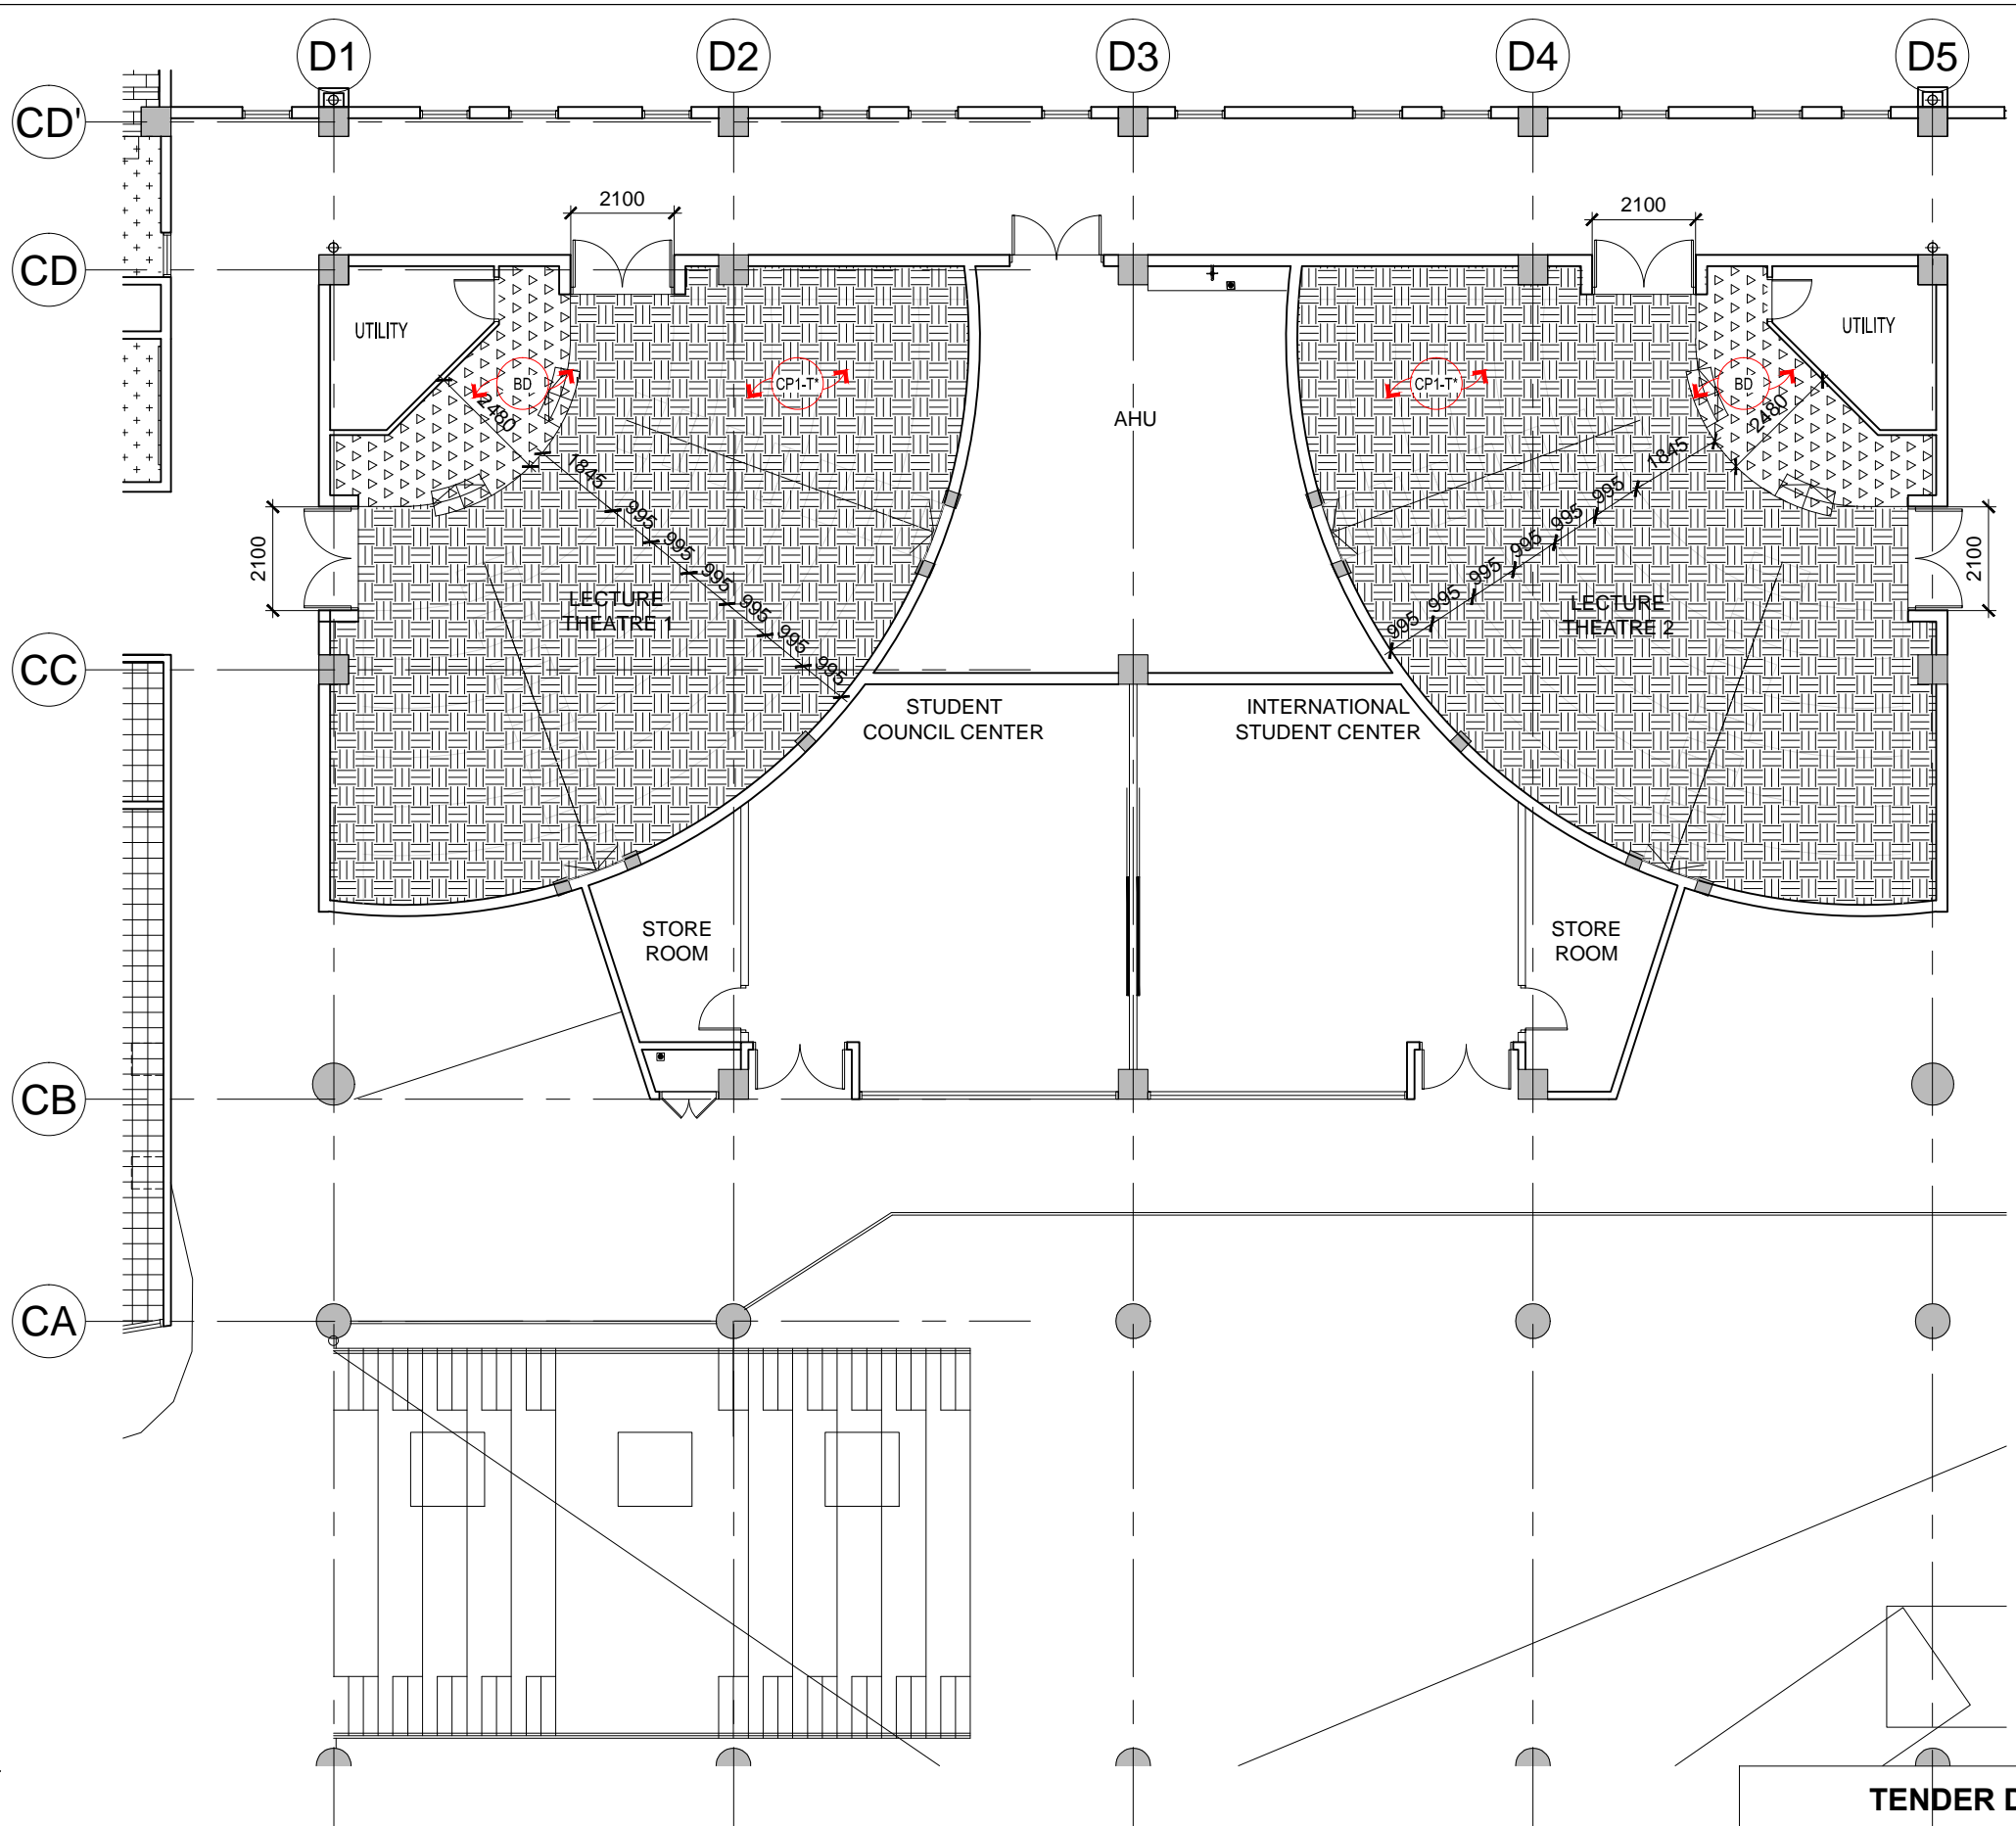 D1
D2
D3
D4
D5
CD'
CD
CC
CB
CA
2100
2100
UTILITY
UTILITY
BD
CP1-T*
CP1-T*
BD
AHU
2480
1845
995
995
995
995
995
995
2480
1845
995
995
995
995
995
995
2100
2100
LECTURE
THEATRE 1
LECTURE
THEATRE 2
STUDENT
COUNCIL CENTER
INTERNATIONAL
STUDENT CENTER
STORE
ROOM
STORE
ROOM
TENDER D